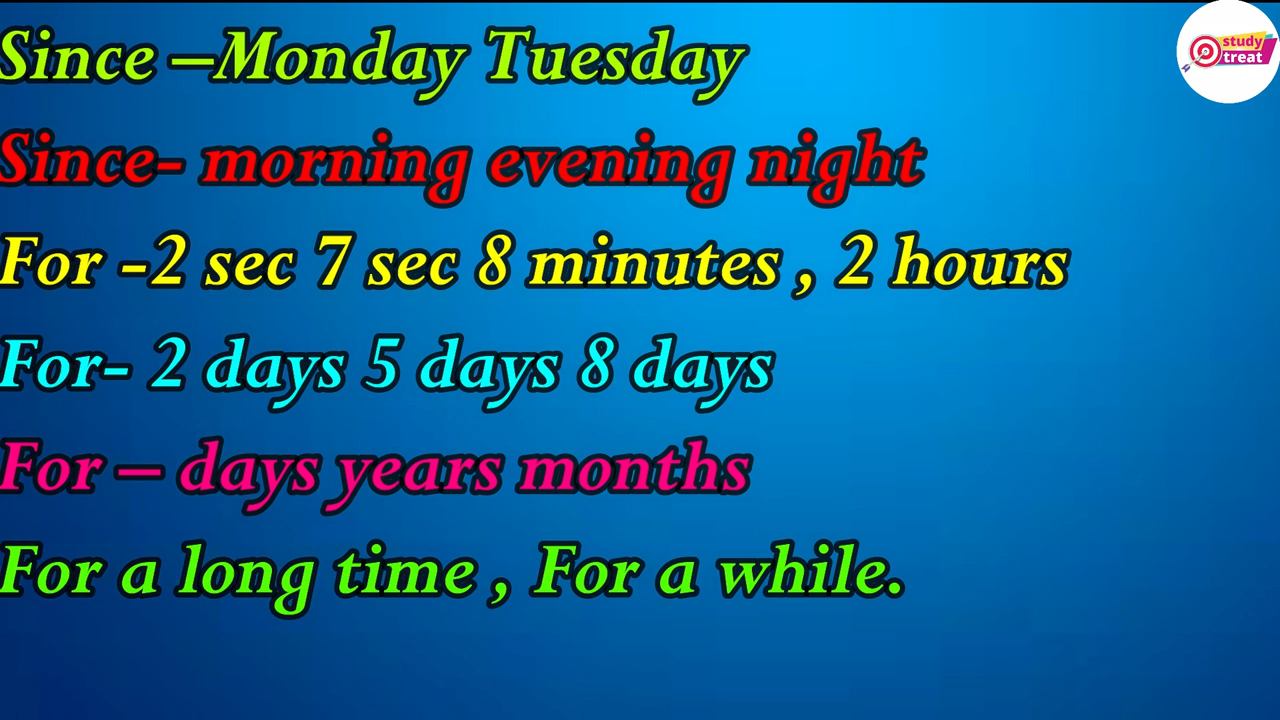 Since –Monday Tuesday
study
treat
Since- morning evening night
For -2 sec 7 sec 8 minutes , 2 hours
For- 2 days 5 days 8 days
For – days years months
For a long time , For a while.